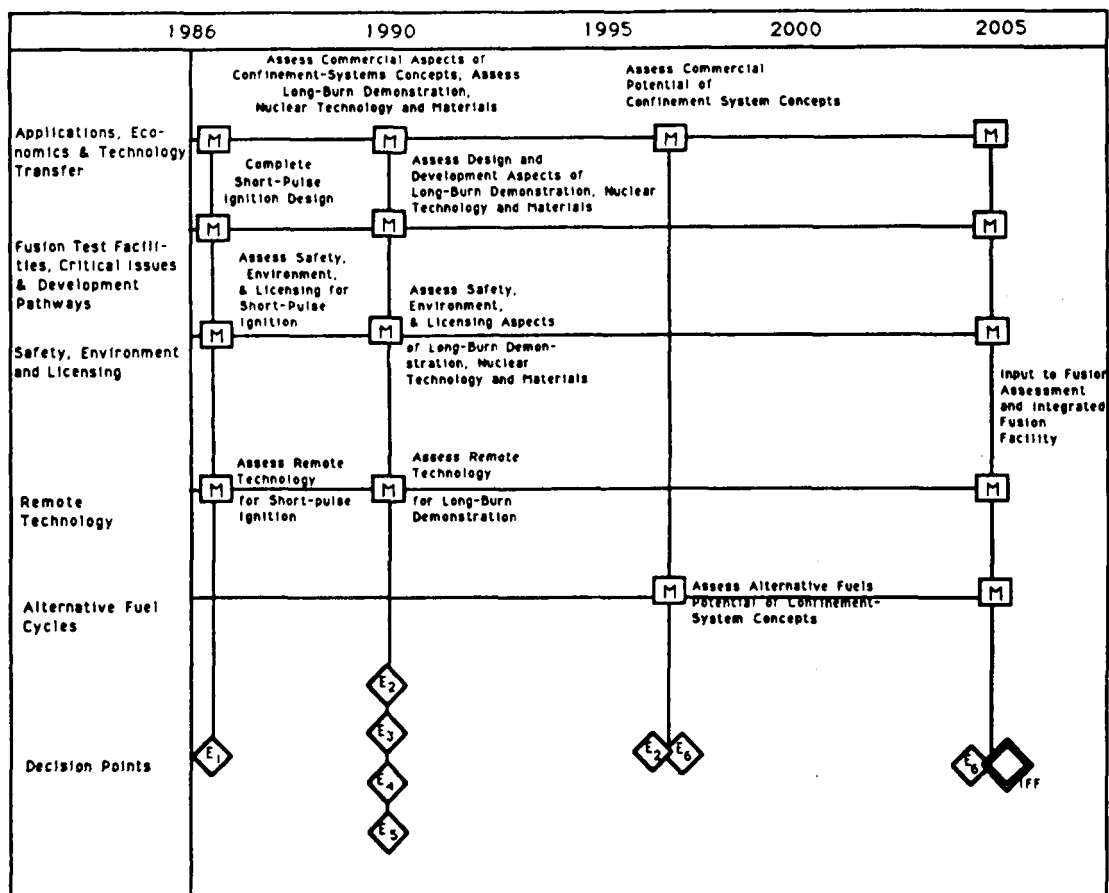 1986 1990 1995 2000 2005
Assess Commercial Aspects of
Confinement-Systems Concepts, Assess
Long-Burn Demonstration,
Nuclear Technology and Materials
Assess Commercial
Potential of
Confinement System Concepts
Applications, Eco-
nomics & Technology
Transfer
M M M M
Complete
Short-Pulse
Ignition Design
Assess Design and
Development Aspects of
Long-Burn Demonstration, Nuclear
Technology and Materials
Fusion Test Facili-
ties, Critical Issues
& Development
Pathways
M M M
Assess Safety,
Environment,
& Licensing for
Short-Pulse
Ignition
Assess Safety,
Environment,
& Licensing Aspects
of Long-Burn Demon-
stration, Nuclear
Technology and Materials
Safety, Environment
and Licensing
M M M
Input to Fusion
Assessment
and Integrated
Fusion
Facility
Assess Remote
Technology
for Short-pulse
Ignition
Assess Remote
Technology
for Long-Burn
Demonstration
Remote
Technology
M M M
Alternative Fuel
Cycles
M M
Assess Alternative Fuels
Potential of Confinement-
System Concepts
Decision Points
E1
E2
E3
E4
E5
E2 E6
E6
IFF